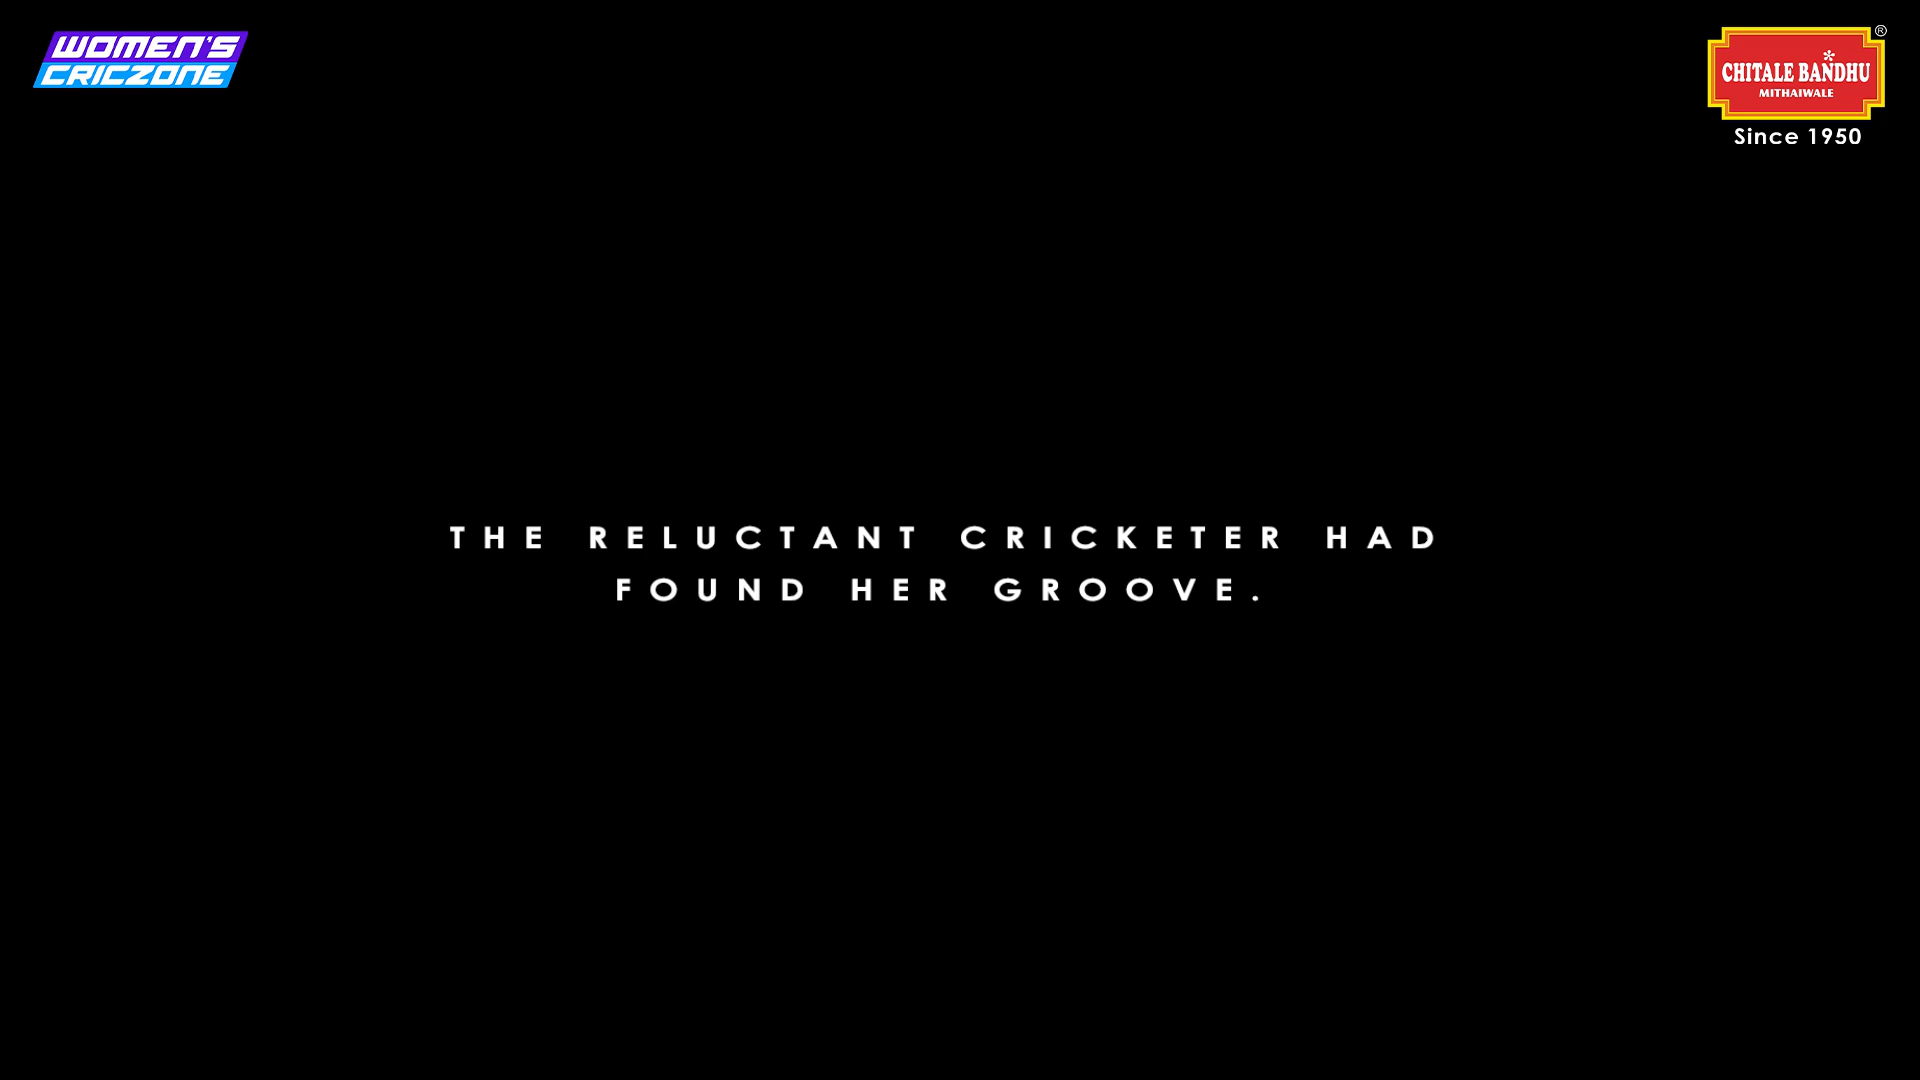 WOMEN'S
CRICZONE
®
CHITALE BANDHU
MITHAIWALE
Since 1950
THE RELUCTANT CRICKETER HAD
FOUND HER GROOVE.